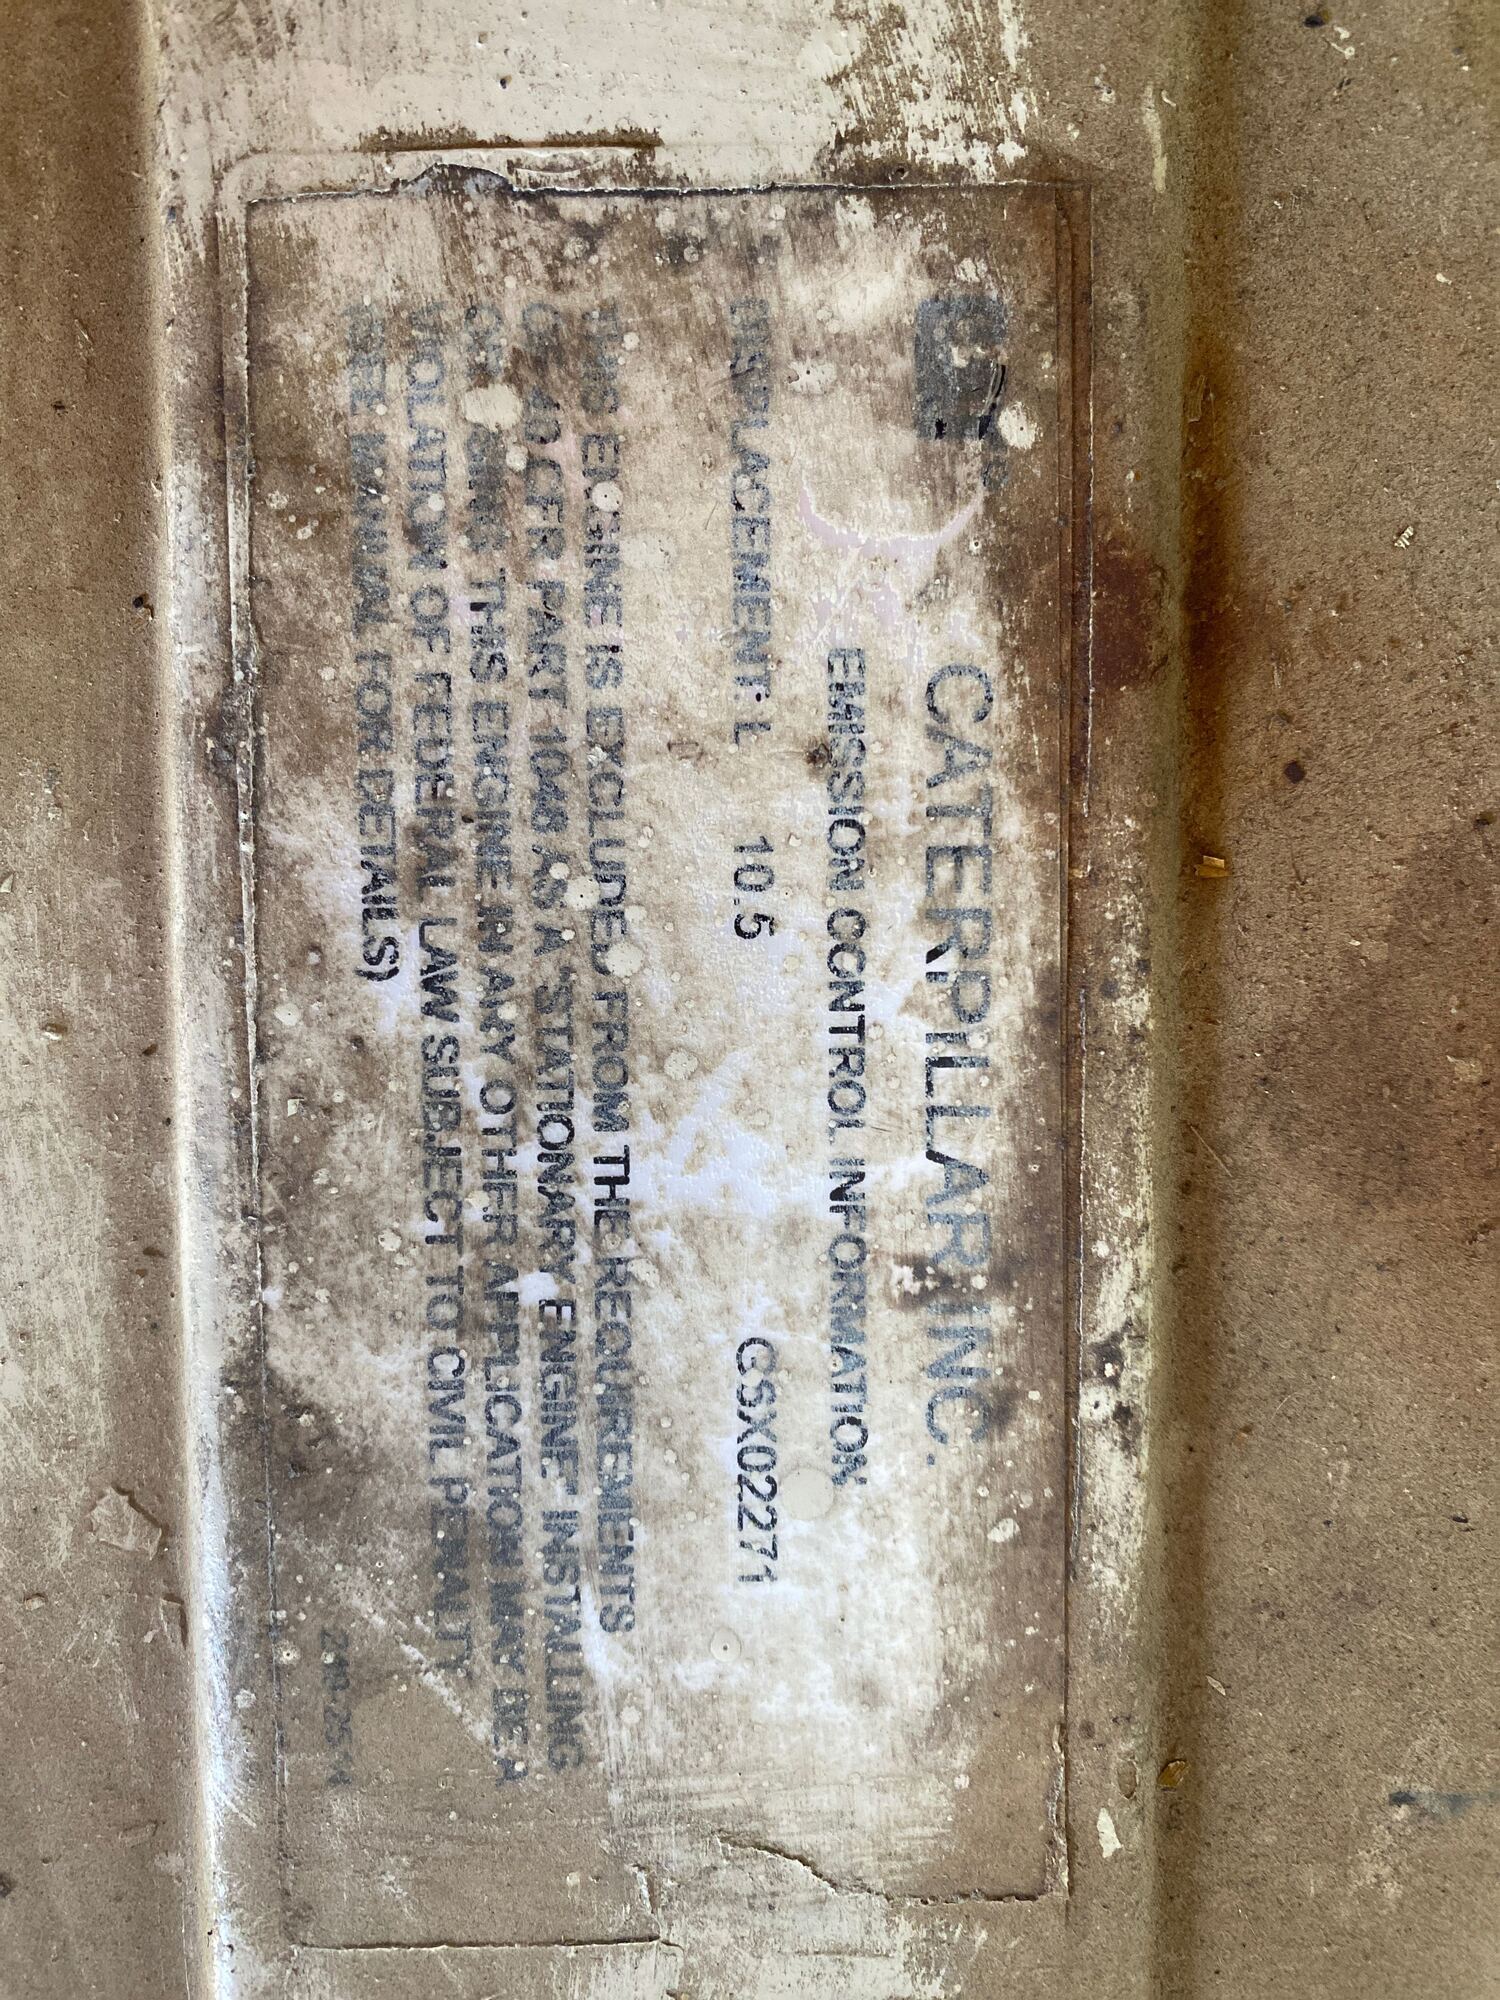 CATERPILLAR INC.
EMISSION CONTROL INFORMATION
DISPLACEMENT: L 10.5 GSX02271
THIS ENGINE IS EXCLUDED FROM THE REQUIREMENTS
OF 40 CFR PART 1048 AS A "STATIONARY ENGINE" INSTALLING
OR USING THIS ENGINE IN ANY OTHER APPLICATION MAY BE A
VIOLATION OF FEDERAL LAW SUBJECT TO CIVIL PENALTY
SEE MANUAL FOR DETAILS)